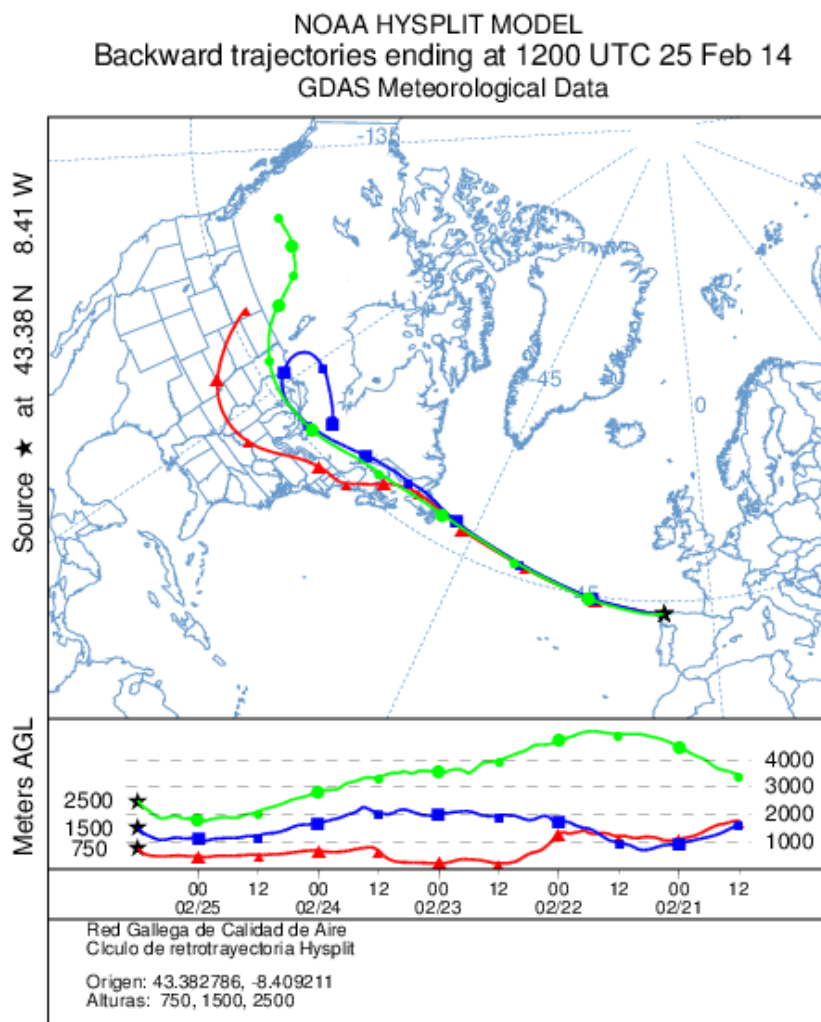 NOAA HYSPLIT MODEL
Backward trajectories ending at 1200 UTC 25 Feb 14
GDAS Meteorological Data
Source ★ at 43.38 N 8.41 W
-135
-90
-45
0
45
Meters AGL
2500
1500
750
4000
3000
2000
1000
00 12 00 12 00 12 00 12 00 12
02/25 02/24 02/23 02/22 02/21
Red Gallega de Calidad de Aire
Clculo de retrotrayectoria Hysplit
Origen: 43.382786, -8.409211
Alturas: 750, 1500, 2500